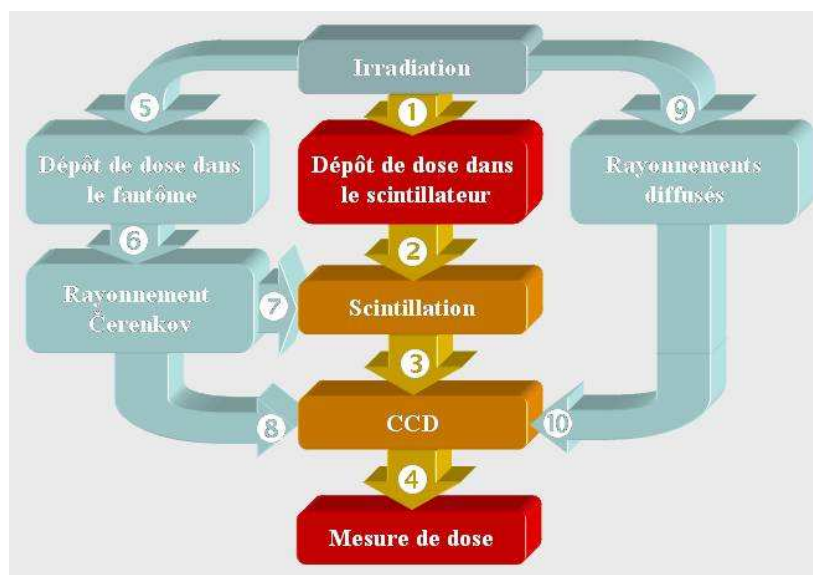 Irradiation
5
1
9
Dépôt de dose dans
le fantôme
Dépôt de dose dans
le scintillateur
Rayonnements
diffusés
6
2
Rayonnement
Čerenkov
7
Scintillation
3
8
CCD
10
4
Mesure de dose